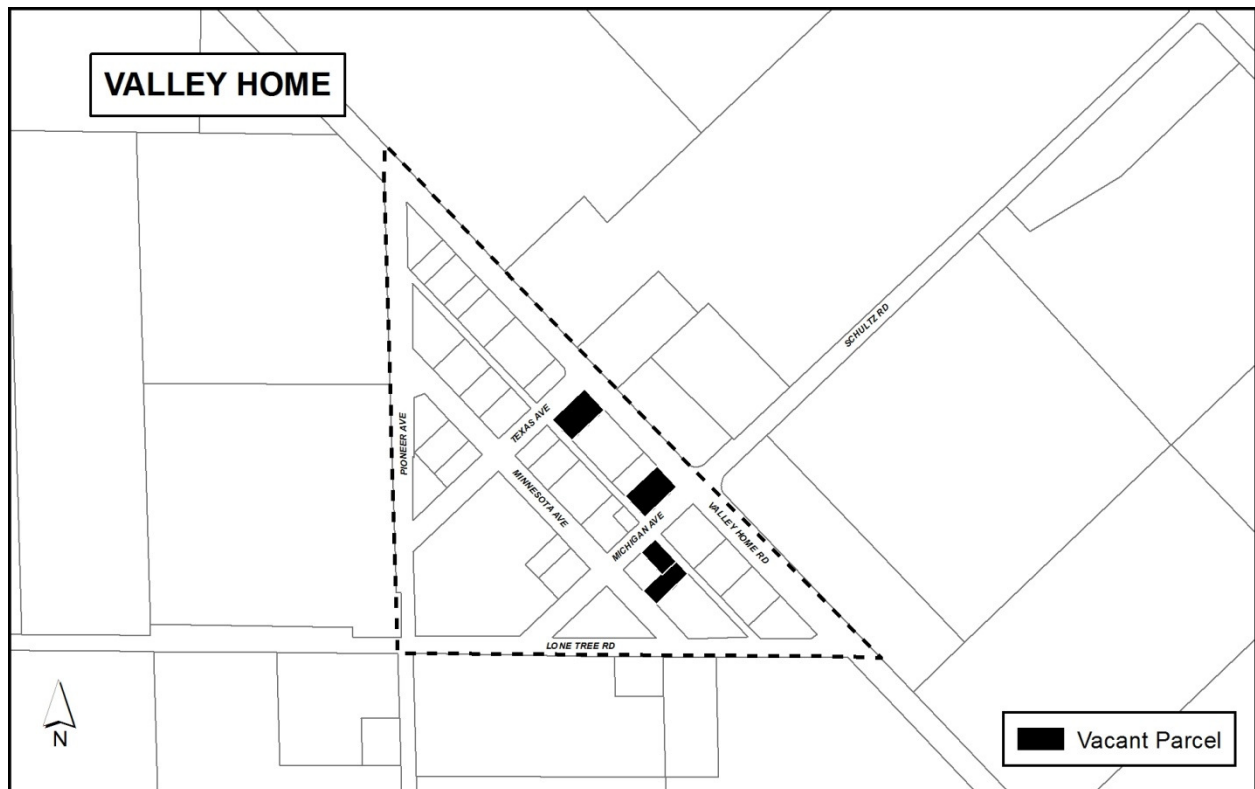 VALLEY HOME
SCHULTZ RD
TEXAS AVE
PIONEER AVE
MINNESOTA AVE
MICHIGAN AVE
VALLEY HOME RD
LONE TREE RD
N
Vacant Parcel